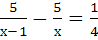 5/(x−1) − 5/x = 1/4